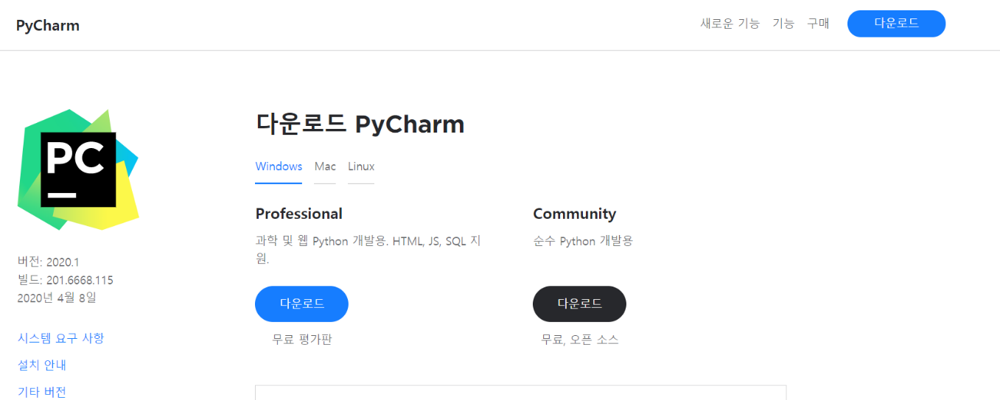 PyCharm
새로운 기능 기능 구매 다운로드
PC
다운로드 PyCharm
Windows Mac Linux
Professional
과학 및 웹 Python 개발용. HTML, JS, SQL 지
원.
다운로드
무료 평가판
Community
순수 Python 개발용
다운로드
무료, 오픈 소스
버전: 2020.1
빌드: 201.6668.115
2020년 4월 8일
시스템 요구 사항
설치 안내
기타 버전